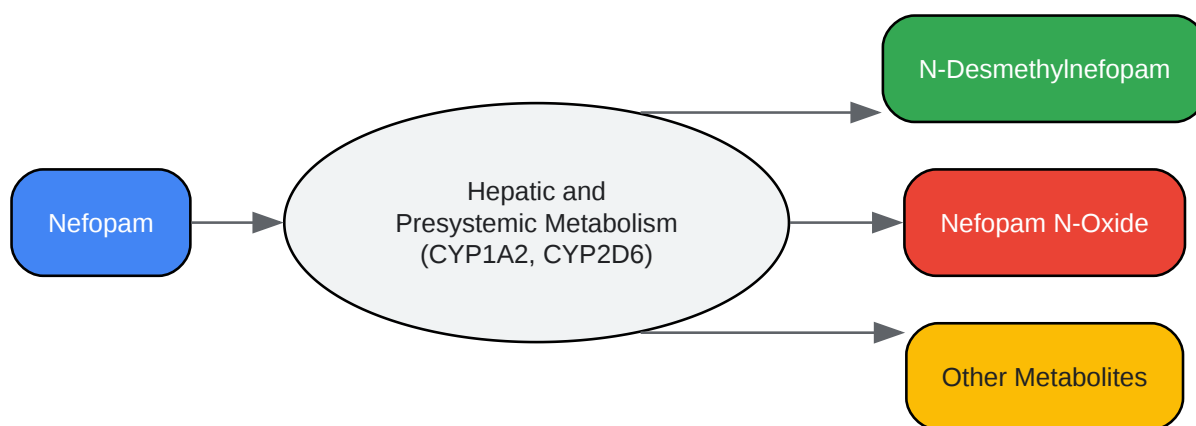 N-Desmethylnefopam
Nefopam
Hepatic and
Presystemic Metabolism
(CYP1A2, CYP2D6)
Nefopam N-Oxide
Other Metabolites